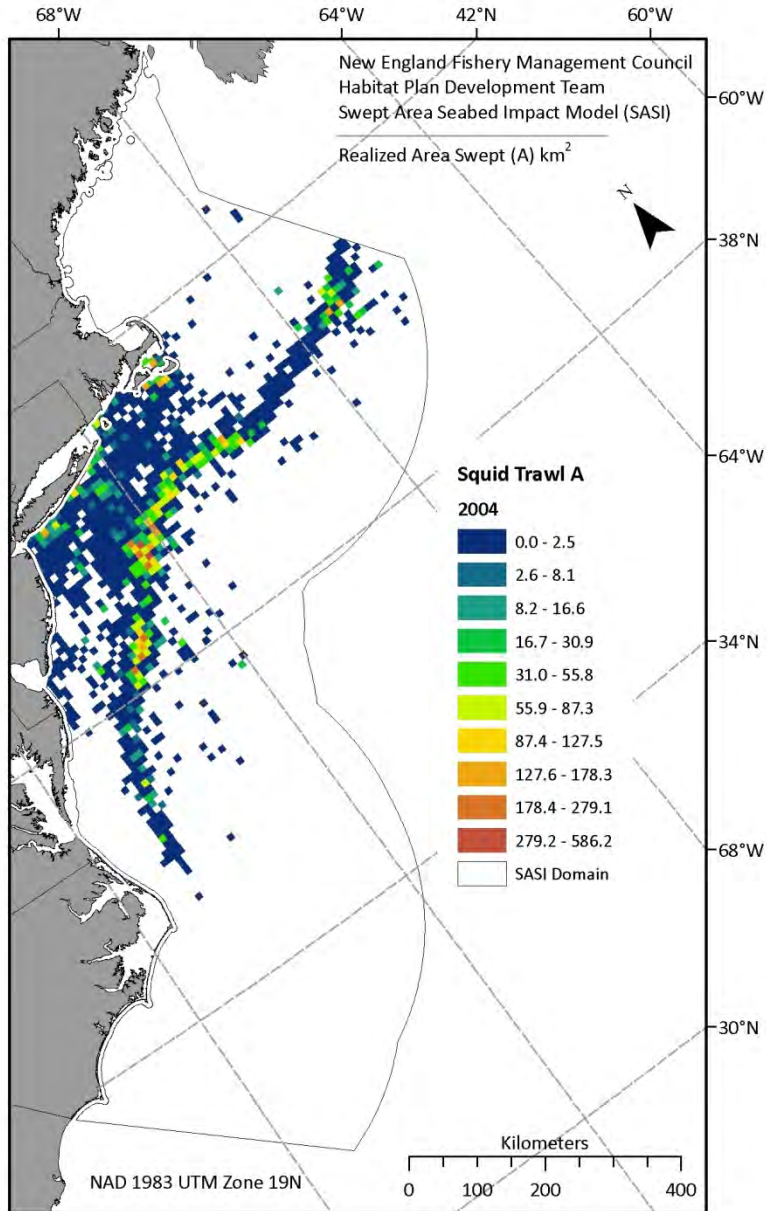 68°W 64°W 42°N 60°W
New England Fishery Management Council
Habitat Plan Development Team
Swept Area Seabed Impact Model (SASI)
Realized Area Swept (A) km²
60°W
N
38°N
64°W
Squid Trawl A
2004
0.0 - 2.5
2.6 - 8.1
8.2 - 16.6
16.7 - 30.9
31.0 - 55.8
55.9 - 87.3
87.4 - 127.5
127.6 - 178.3
178.4 - 279.1
279.2 - 586.2
SASI Domain
34°N
68°W
30°N
Kilometers
0 100 200 400
NAD 1983 UTM Zone 19N